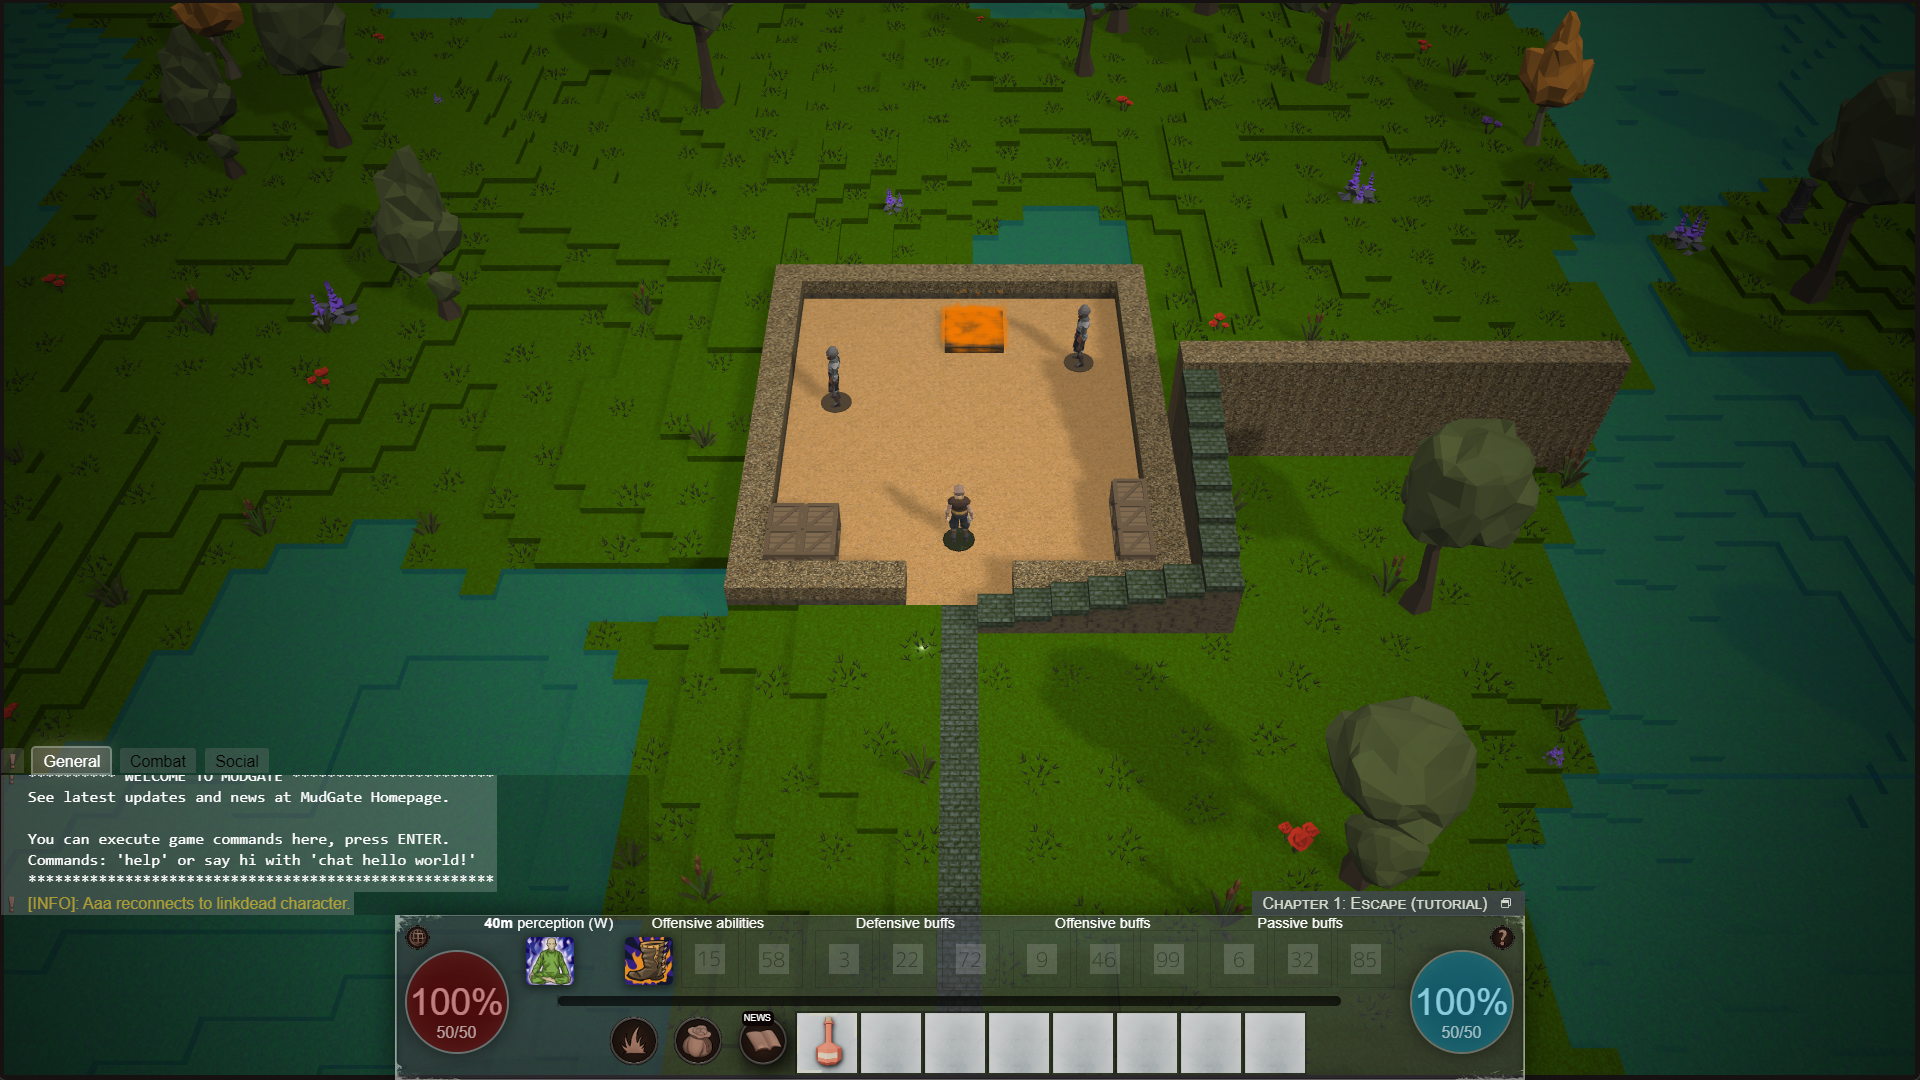 General Combat Social
********** WELCOME TO MUDGATE ***********************
See latest updates and news at MudGate Homepage.
You can execute game commands here, press ENTER.
Commands: 'help' or say hi with 'chat hello world!'
*****************************************************
[INFO]: Aaa reconnects to linkdead character.
CHAPTER 1: ESCAPE (TUTORIAL)
40m perception (W) Offensive abilities Defensive buffs Offensive buffs Passive buffs
?
15 58 3 22 72 9 46 99 6 32 85
100%
50/50
100%
50/50
NEWS